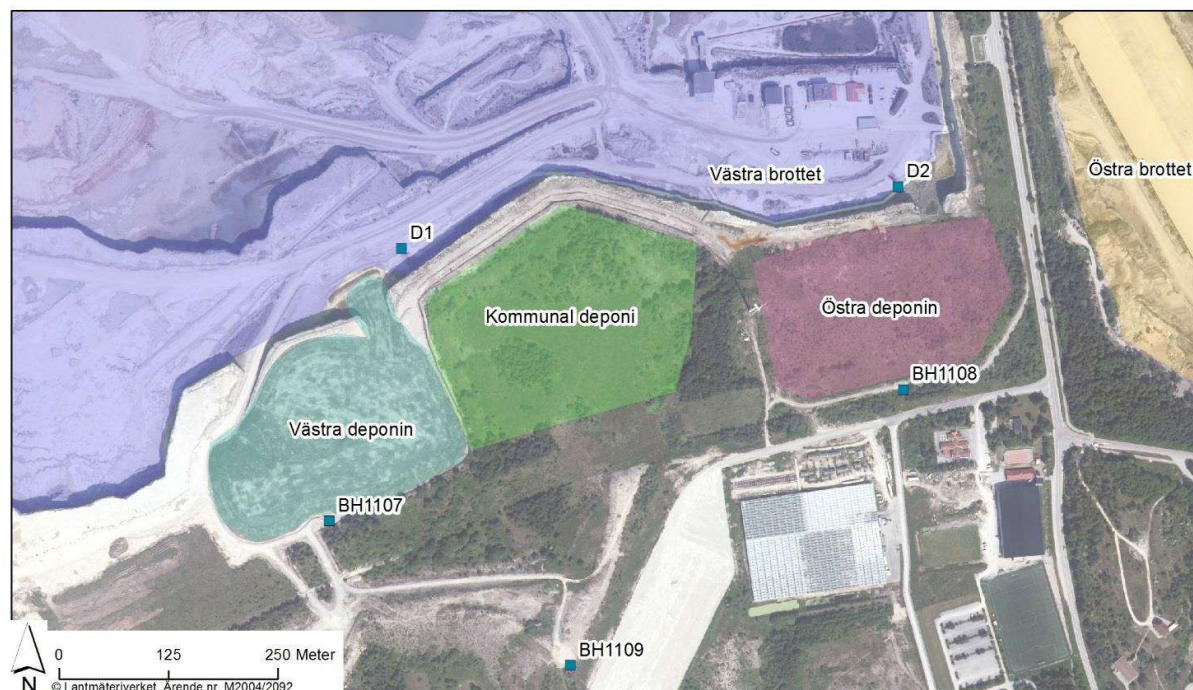 Västra brottet
D2
Östra brottet
D1
Kommunal deponi
Östra deponin
BH1108
Västra deponin
BH1107
BH1109
N
0 125 250 Meter
© Lantmäteriverket Ärende nr M2004/2092